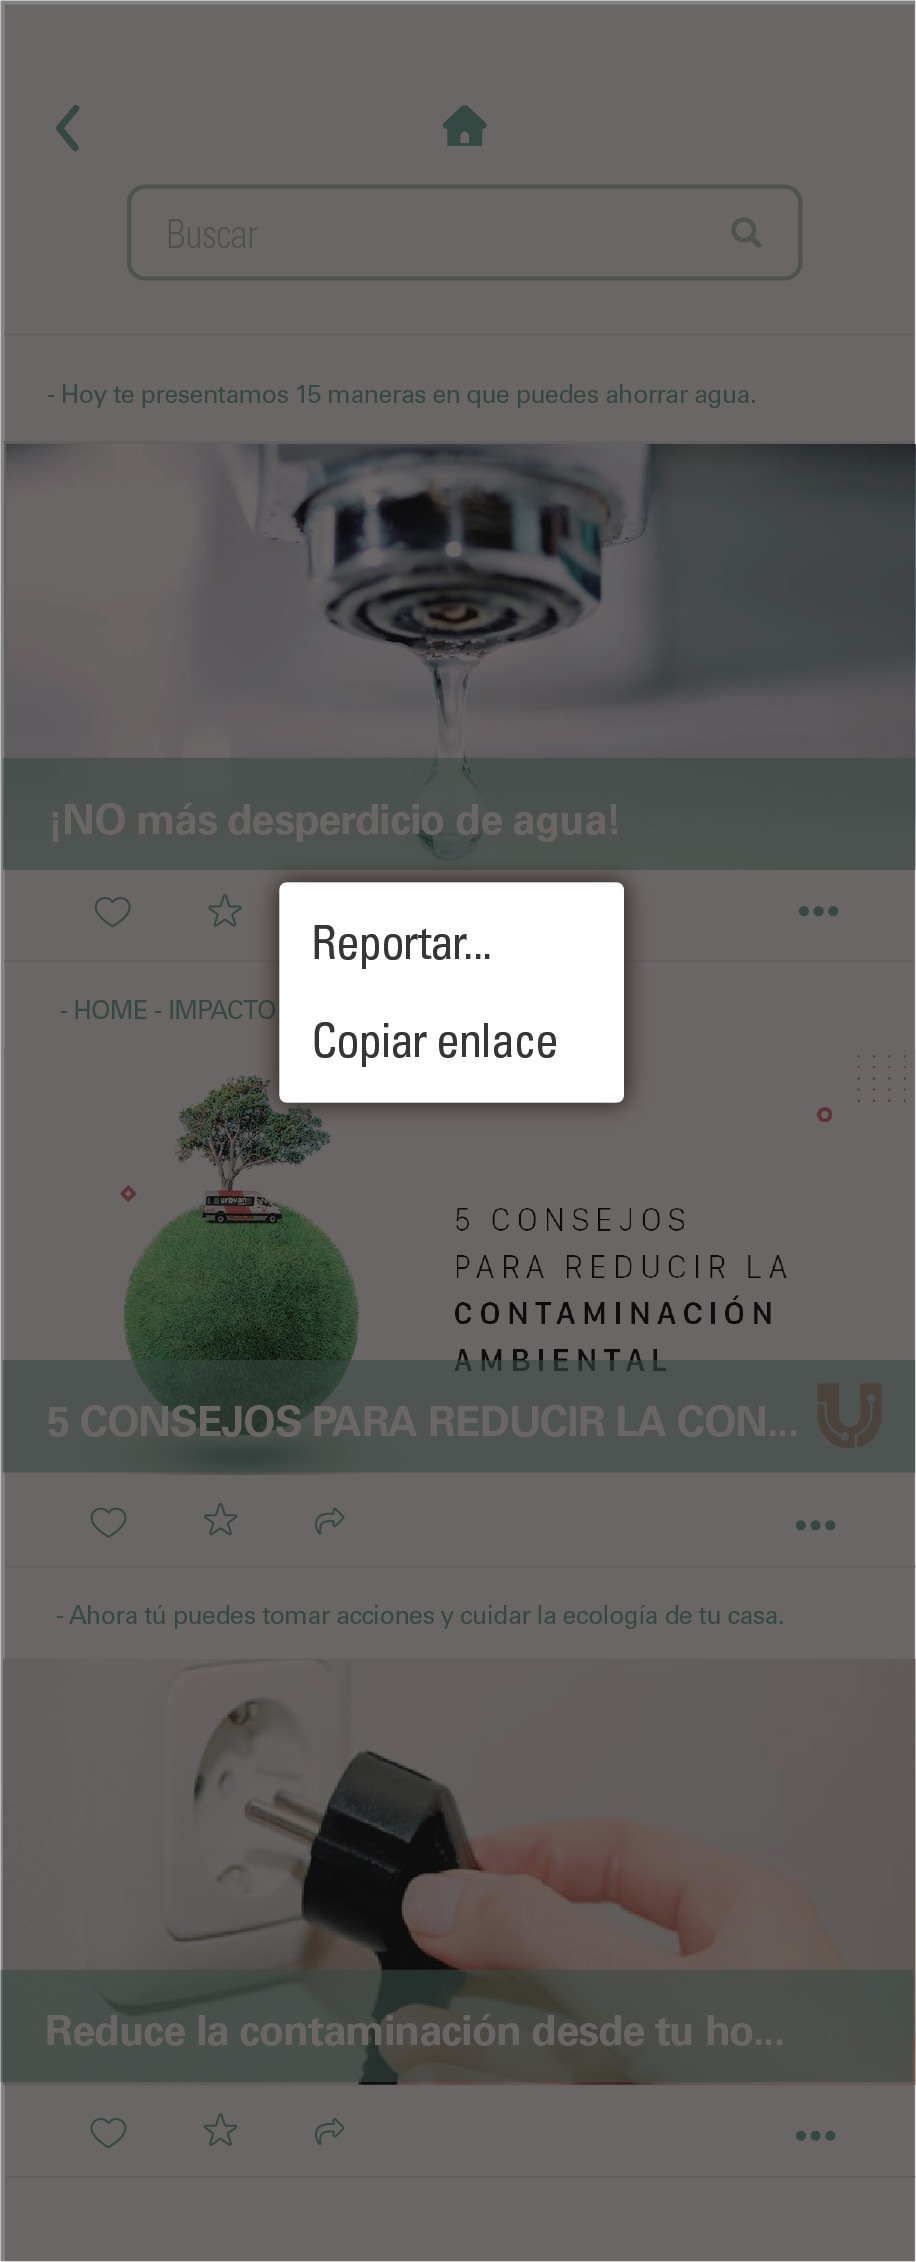 Buscar
- Hoy te presentamos 15 maneras en que puedes ahorrar agua.
¡NO más desperdicio de agua!
Reportar...
Copiar enlace
- HOME - IMPACTO
urbvan
5 CONSEJOS
PARA REDUCIR LA
CONTAMINACIÓN
AMBIENTAL
5 CONSEJOS PARA REDUCIR LA CON...
- Ahora tú puedes tomar acciones y cuidar la ecología de tu casa.
Reduce la contaminación desde tu ho...